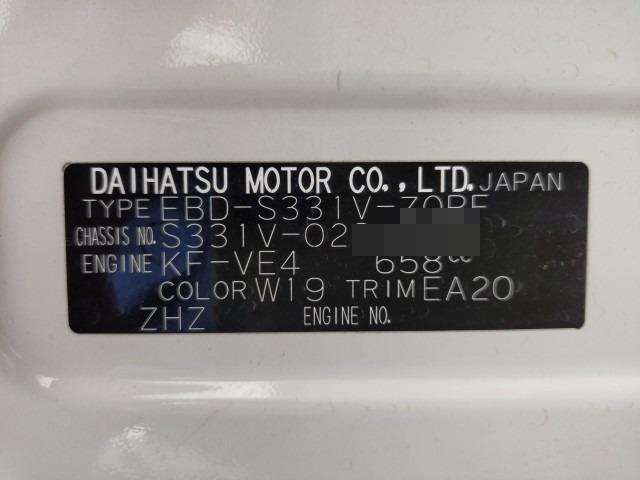 DAIHATSU MOTOR CO., LTD. JAPAN
TYPE EBD-S331V-ZQBF
CHASSIS NO. S331V-02
ENGINE KF-VE4 658cc
COLOR W19 TRIM EA20
ZHZ ENGINE NO.